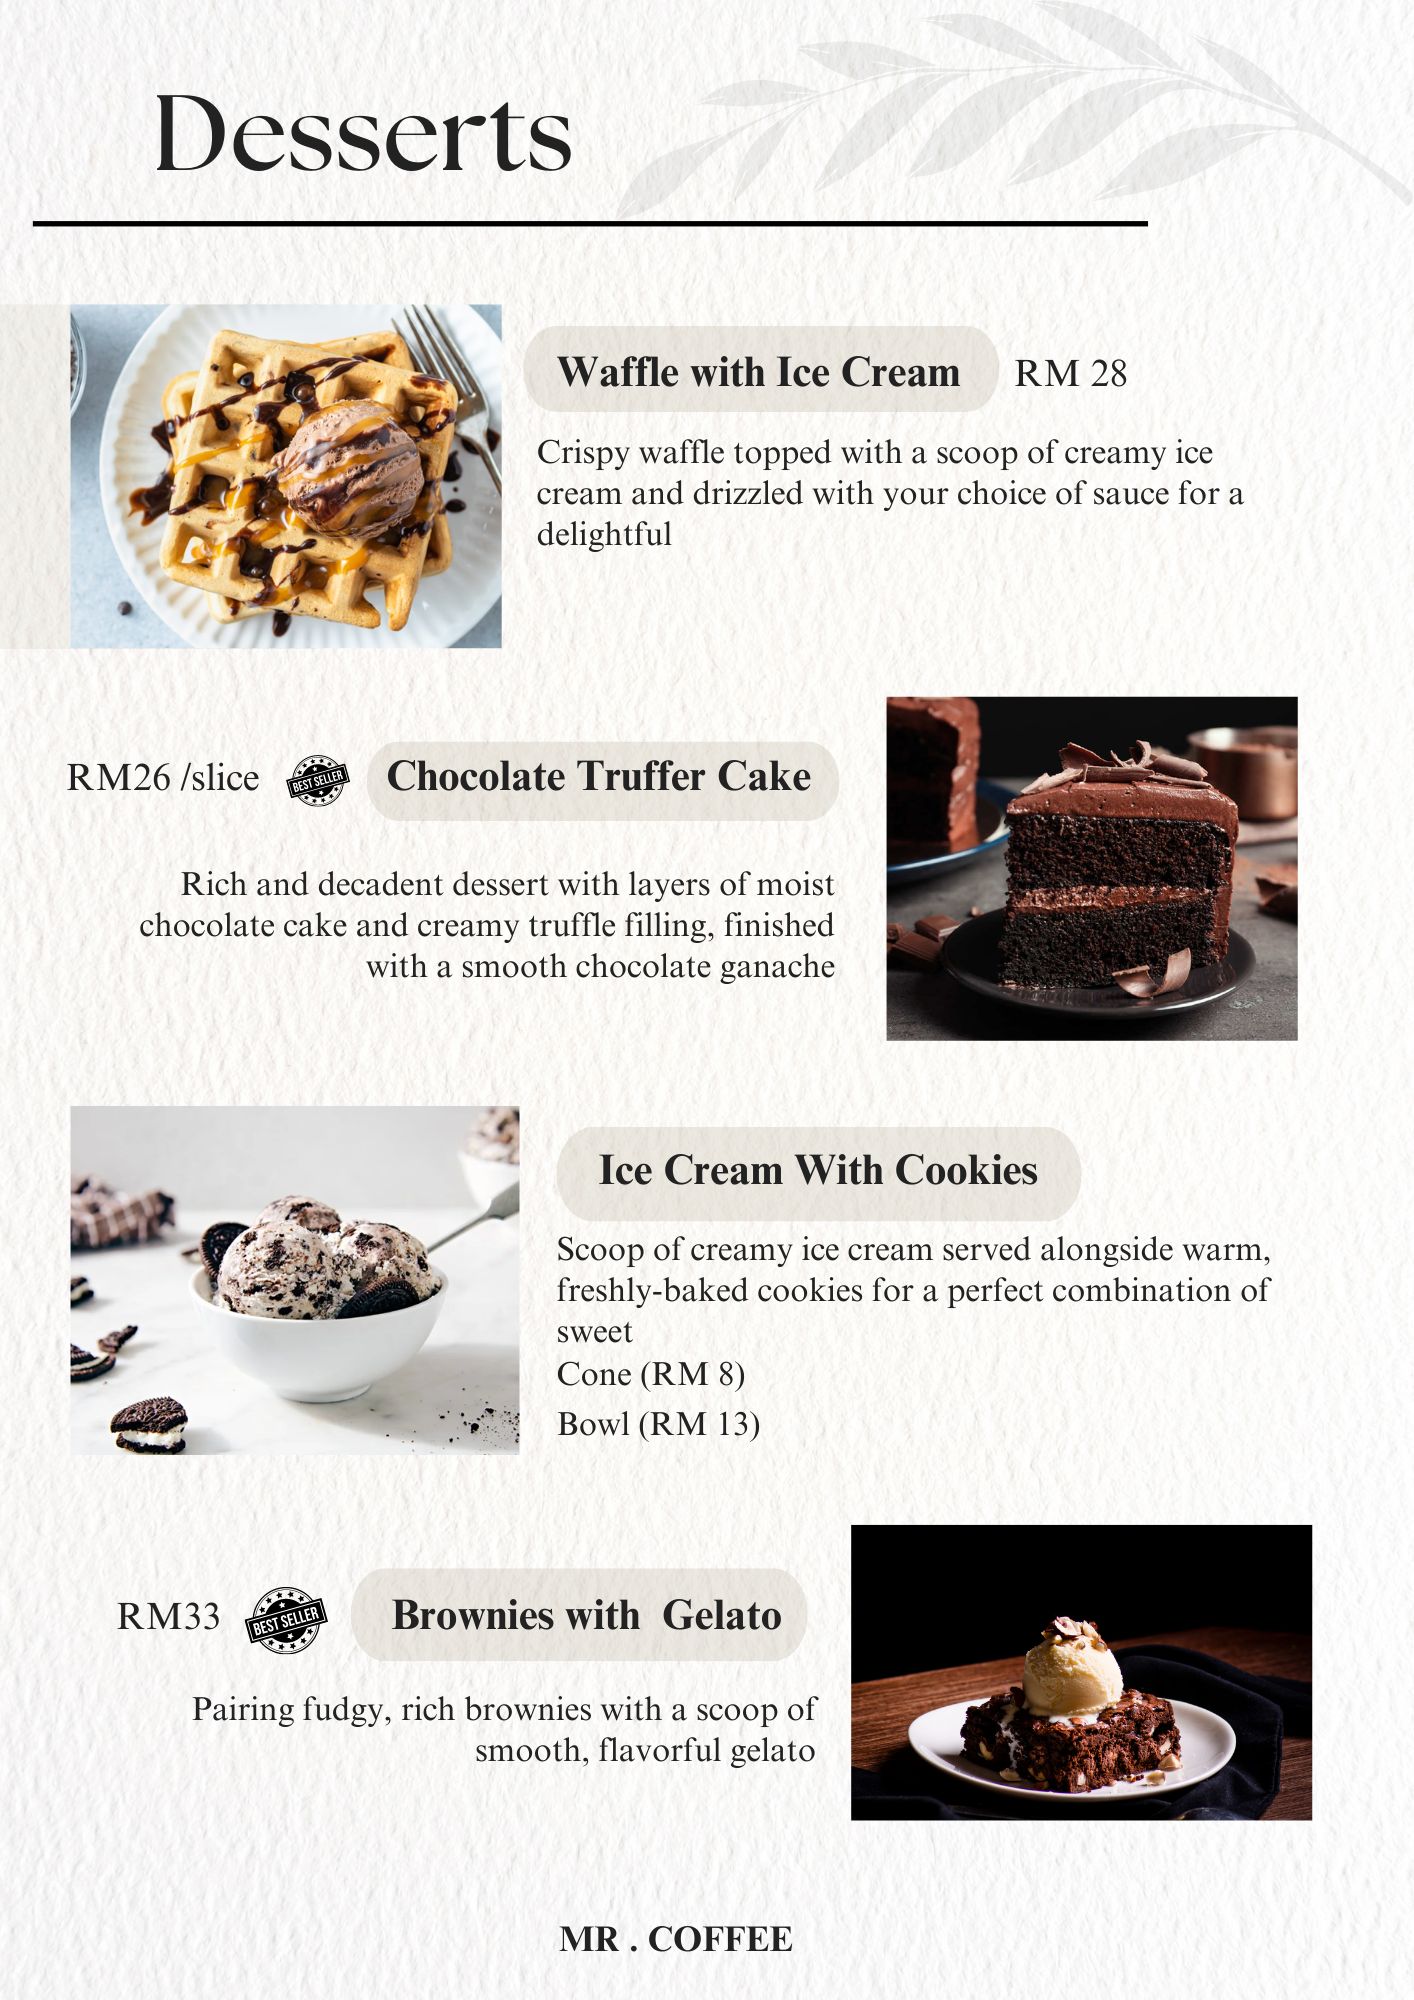 Desserts
Waffle with Ice Cream RM 28
Crispy waffle topped with a scoop of creamy ice
cream and drizzled with your choice of sauce for a
delightful
RM26 /slice BEST SELLER Chocolate Truffer Cake
Rich and decadent dessert with layers of moist
chocolate cake and creamy truffle filling, finished
with a smooth chocolate ganache
Ice Cream With Cookies
Scoop of creamy ice cream served alongside warm,
freshly-baked cookies for a perfect combination of
sweet
Cone (RM 8)
Bowl (RM 13)
RM33 BEST SELLER Brownies with Gelato
Pairing fudgy, rich brownies with a scoop of
smooth, flavorful gelato
MR . COFFEE